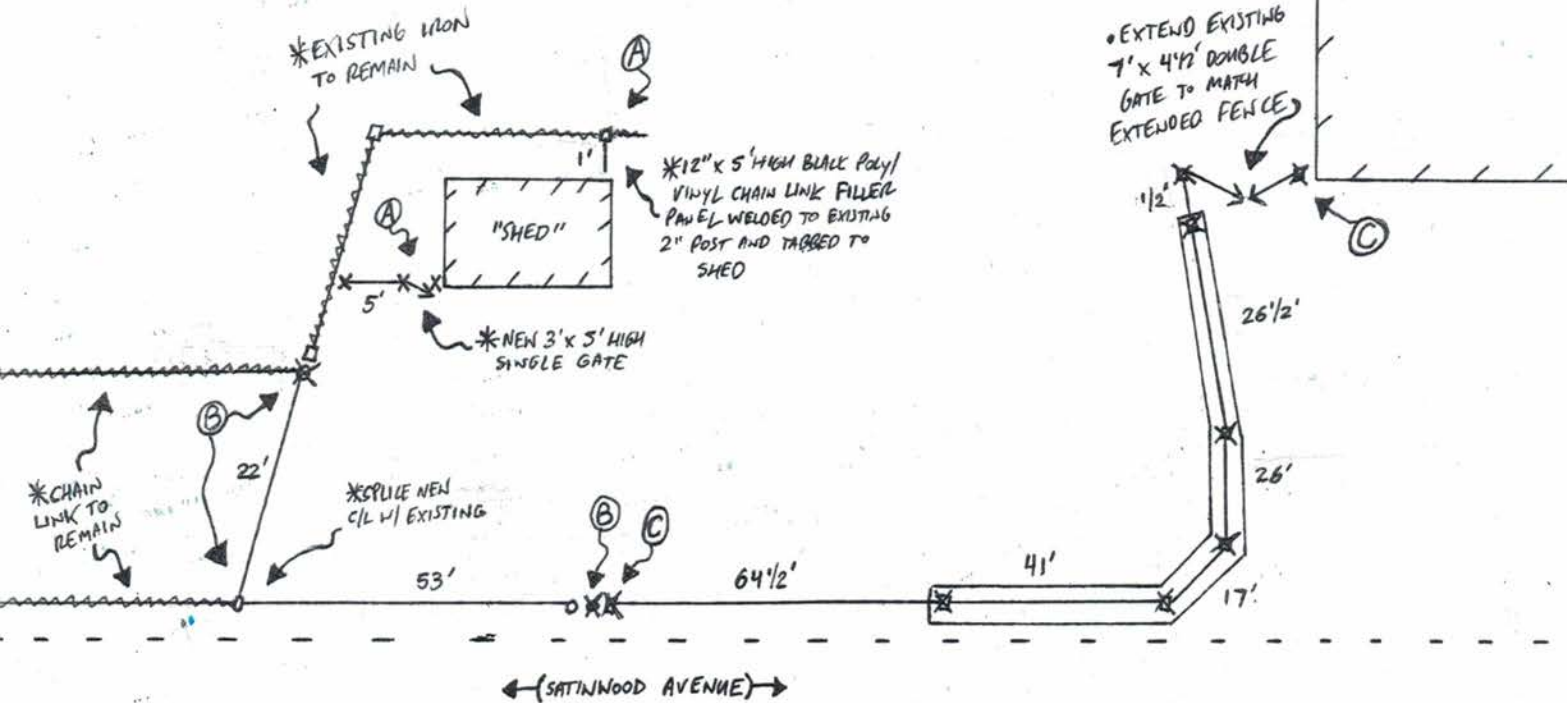 *EXISTING IRON
TO REMAIN
A
1'
*12" x 5' HIGH BLACK POLY/
VINYL CHAIN LINK FILLER
PANEL WELDED TO EXISTING
2" POST AND TABBED TO
SHED
"SHED"
A
5'
*NEW 3' x 5' HIGH
SINGLE GATE
•EXTEND EXISTING
7' x 4'1/2' DOUBLE
GATE TO MATCH
EXTENDED FENCE
C
1/2'
26'1/2'
26'
17'
41'
64'1/2'
B
C
53'
*SPLICE NEW
C/L W/ EXISTING
B
22'
*CHAIN
LINK TO
REMAIN
(SATINWOOD AVENUE)